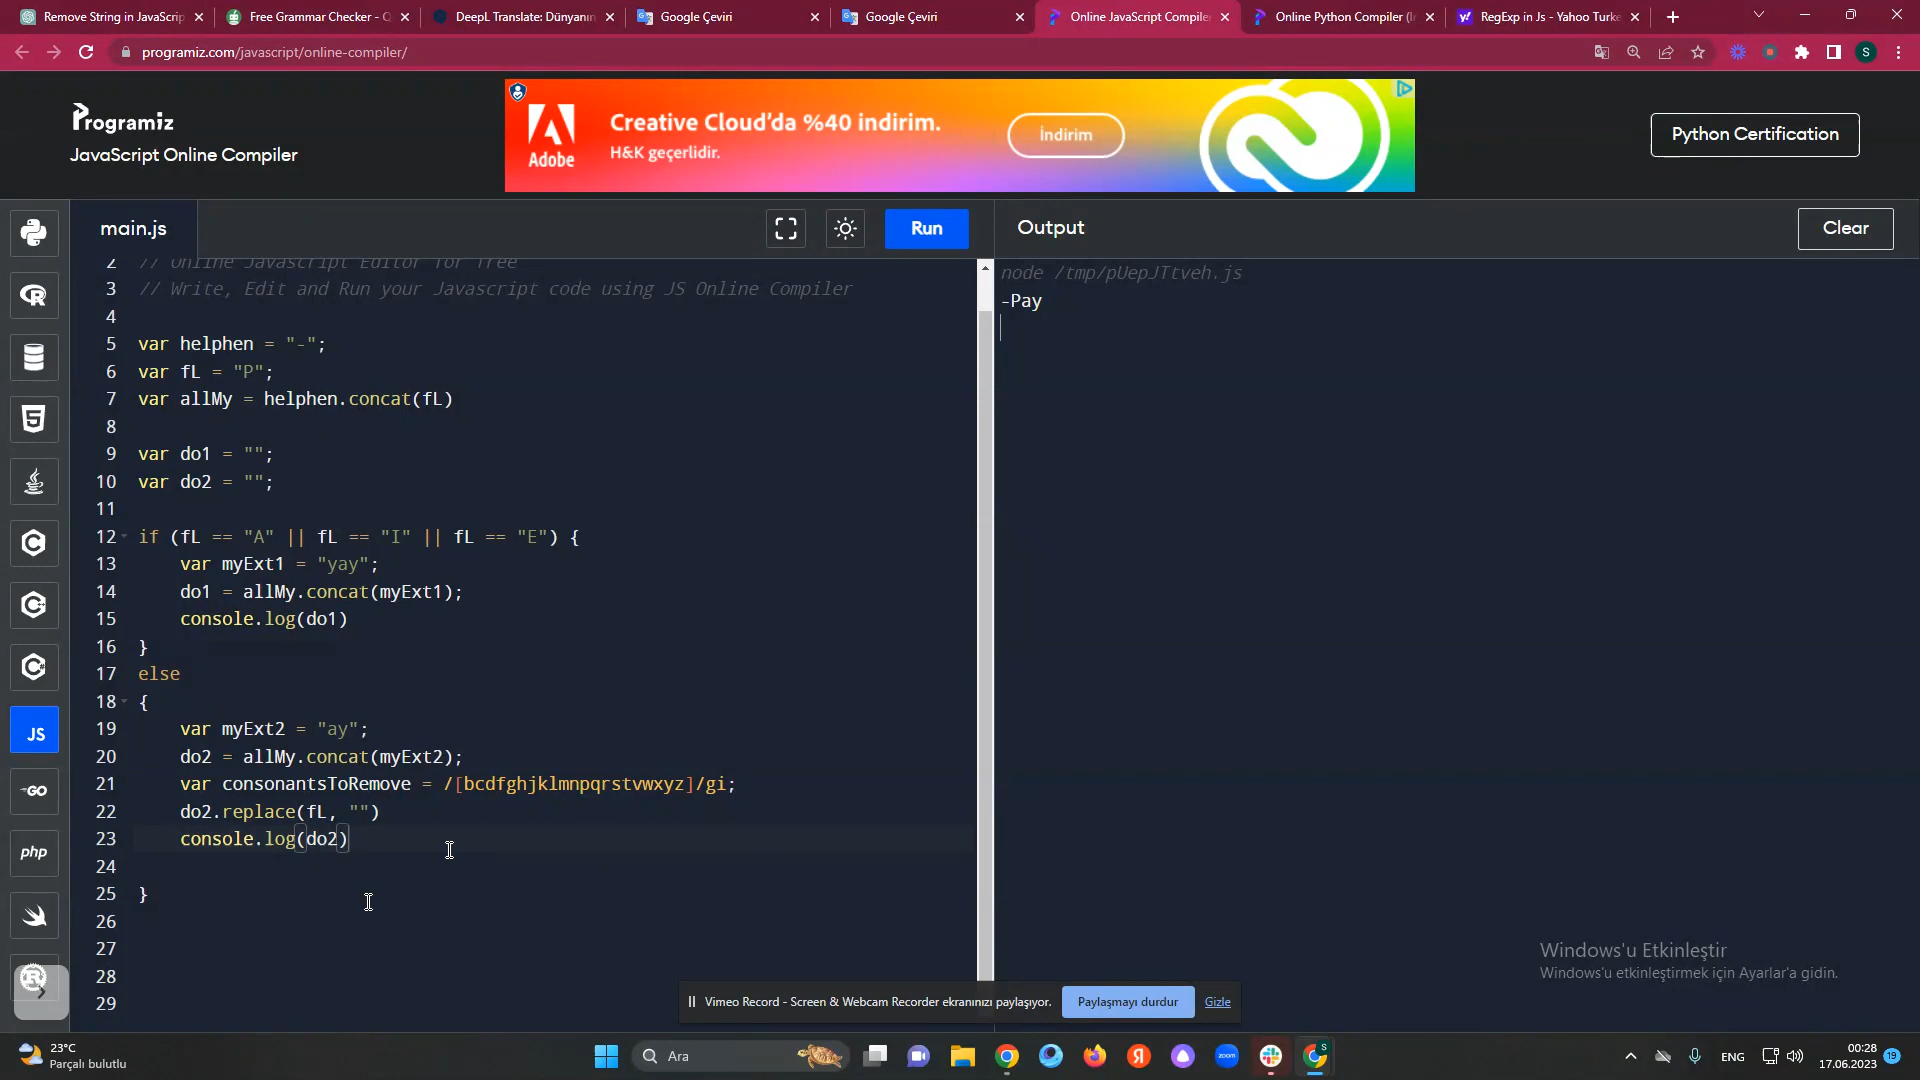 Remove String in JavaScrip
Free Grammar Checker - Q
DeepL Translate: Dünyanın
Google Çeviri
Google Çeviri
Online JavaScript Compiler
Online Python Compiler (In
RegExp in Js - Yahoo Turke
programiz.com/javascript/online-compiler/
S
Programiz
JavaScript Online Compiler
Adobe
Creative Cloud'da %40 indirim.
H&K geçerlidir.
İndirim
Python Certification
main.js
Run
Output
Clear
2 // Online Javascript Editor for free
3 // Write, Edit and Run your Javascript code using JS Online Compiler
4
5 var helphen = "-";
6 var fL = "P";
7 var allMy = helphen.concat(fL)
8
9 var do1 = "";
10 var do2 = "";
11
12 if (fL == "A" || fL == "I" || fL == "E") {
13 var myExt1 = "yay";
14 do1 = allMy.concat(myExt1);
15 console.log(do1)
16 }
17 else
18 {
19 var myExt2 = "ay";
20 do2 = allMy.concat(myExt2);
21 var consonantsToRemove = /[bcdfghjklmnpqrstvwxyz]/gi;
22 do2.replace(fL, "")
23 console.log(do2)
24
25 }
26
27
28
29
node /tmp/pUepJTtveh.js
-Pay
JS
GO
php
Windows'u Etkinleştir
Windows'u etkinleştirmek için Ayarlar'a gidin.
Vimeo Record - Screen & Webcam Recorder ekranınızı paylaşıyor.
Paylaşmayı durdur
Gizle
23°C
Parçalı bulutlu
Ara
zoom
ENG
00:28
17.06.2023
19